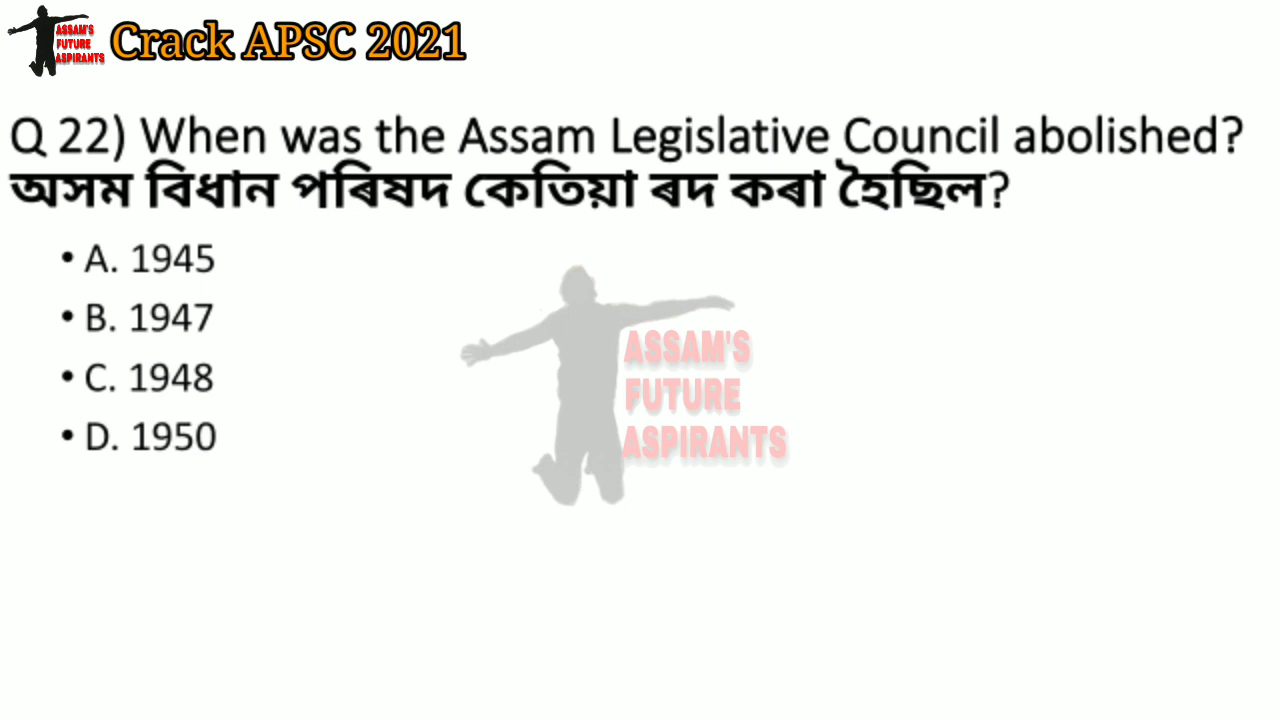 ASSAM'S
FUTURE
ASPIRANTS
Crack APSC 2021
Q 22) When was the Assam Legislative Council abolished?
অসম বিধান পৰিষদ কেতিয়া ৰদ কৰা হৈছিল?
• A. 1945
• B. 1947
• C. 1948
• D. 1950
ASSAM'S
FUTURE
ASPIRANTS